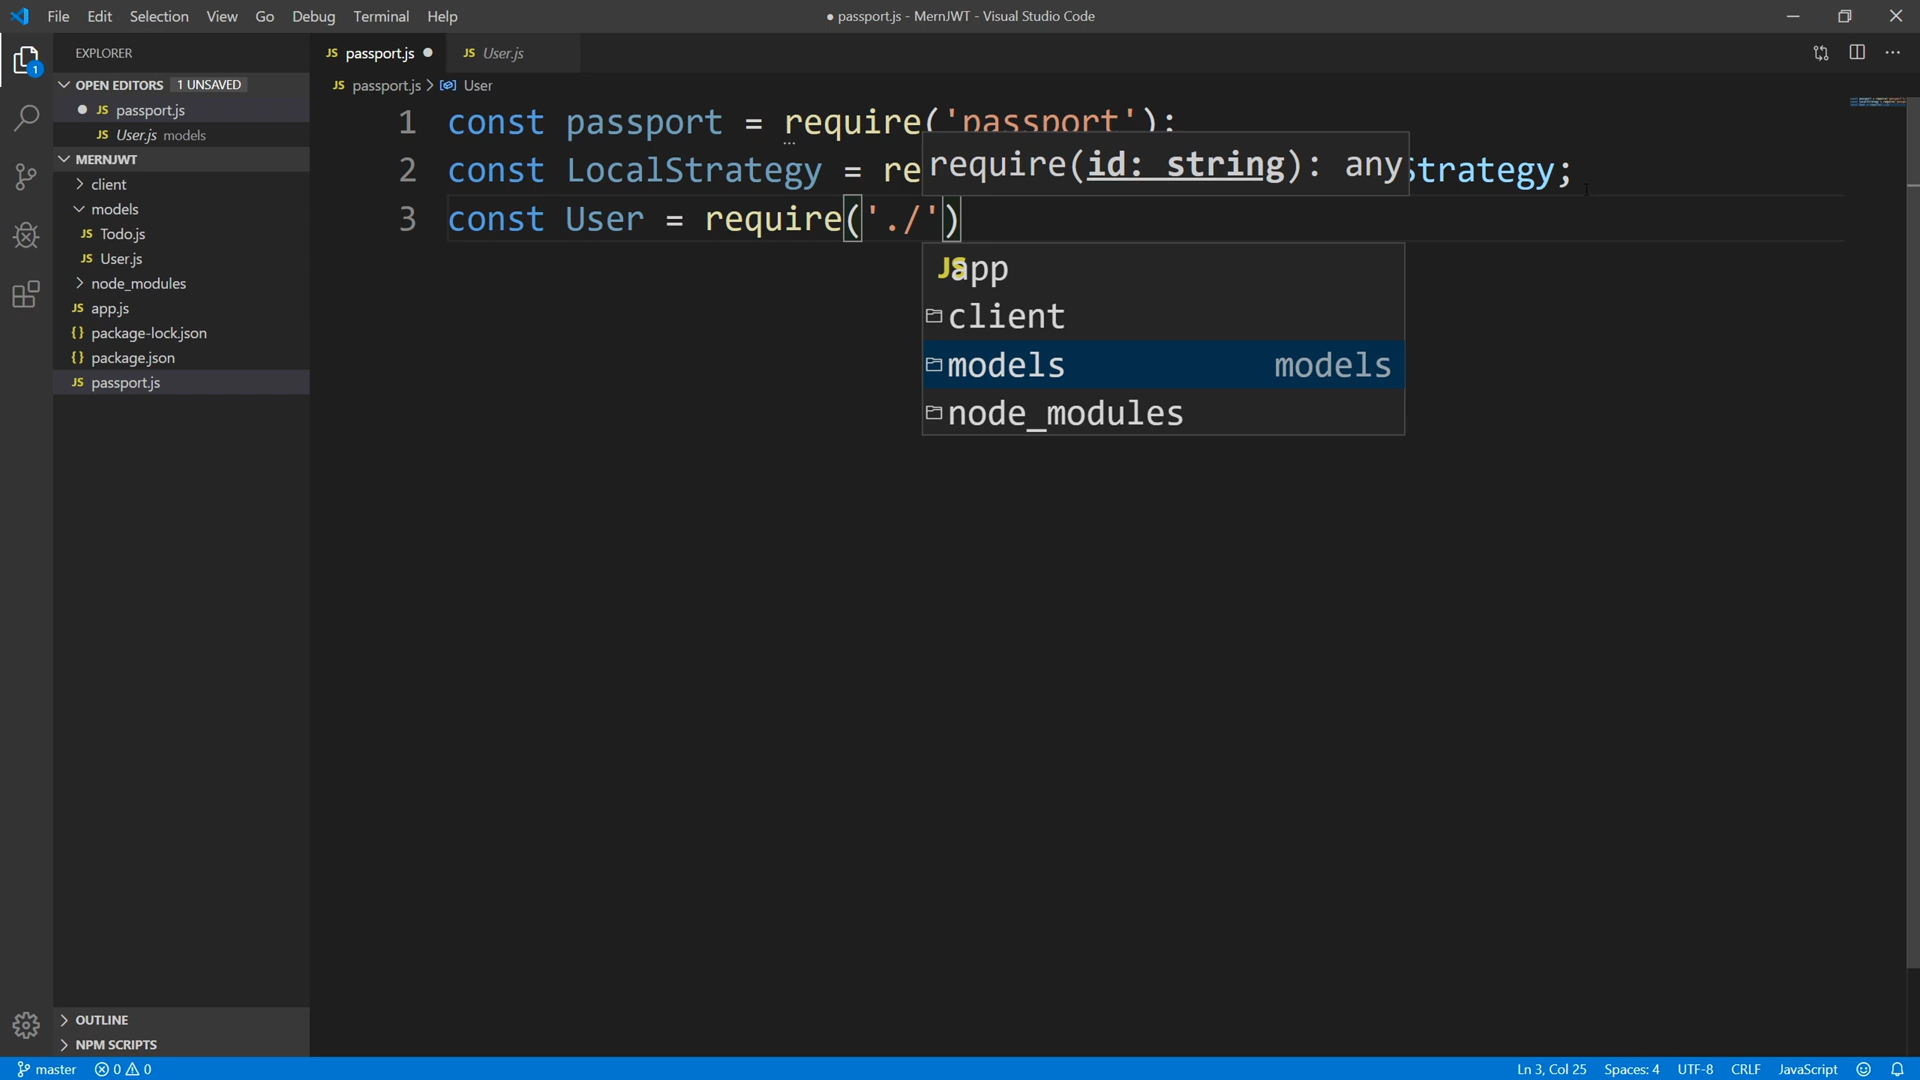 File Edit Selection View Go Debug Terminal Help
● passport.js - MernJWT - Visual Studio Code
EXPLORER
OPEN EDITORS 1 UNSAVED
JS passport.js
JS User.js models
MERNJWT
client
models
JS Todo.js
JS User.js
node_modules
JS app.js
{} package-lock.json
{} package.json
JS passport.js
OUTLINE
NPM SCRIPTS
1
JS passport.js ●
JS User.js
JS passport.js > User
1 const passport = require('passport');
2 const LocalStrategy = re
trategy;
require(id: string): any
3 const User = require('./')
JS app
client
models models
node_modules
master 0 0
Ln 3, Col 25 Spaces: 4 UTF-8 CRLF JavaScript